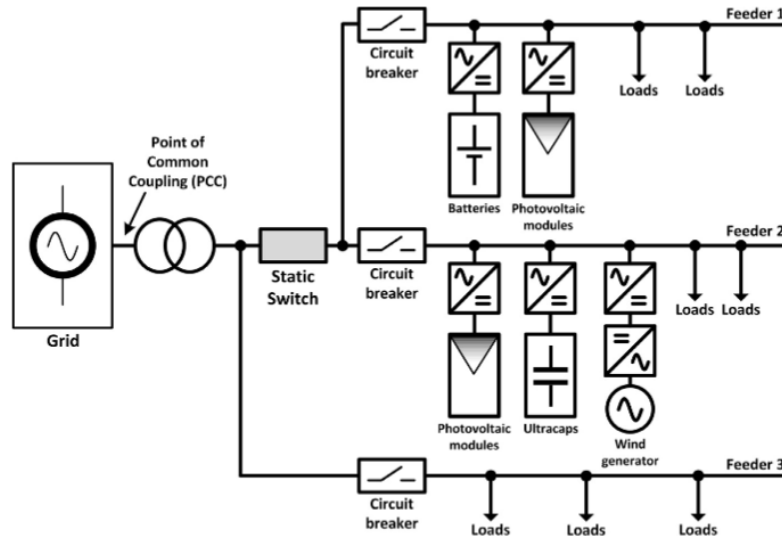 Feeder 1
Circuit
breaker
Loads
Loads
Point of
Common
Coupling (PCC)
Batteries
Photovoltaic
modules
Feeder 2
Static
Switch
Circuit
breaker
Loads
Loads
Grid
Photovoltaic
modules
Ultracaps
Wind
generator
Feeder 3
Circuit
breaker
Loads
Loads
Loads